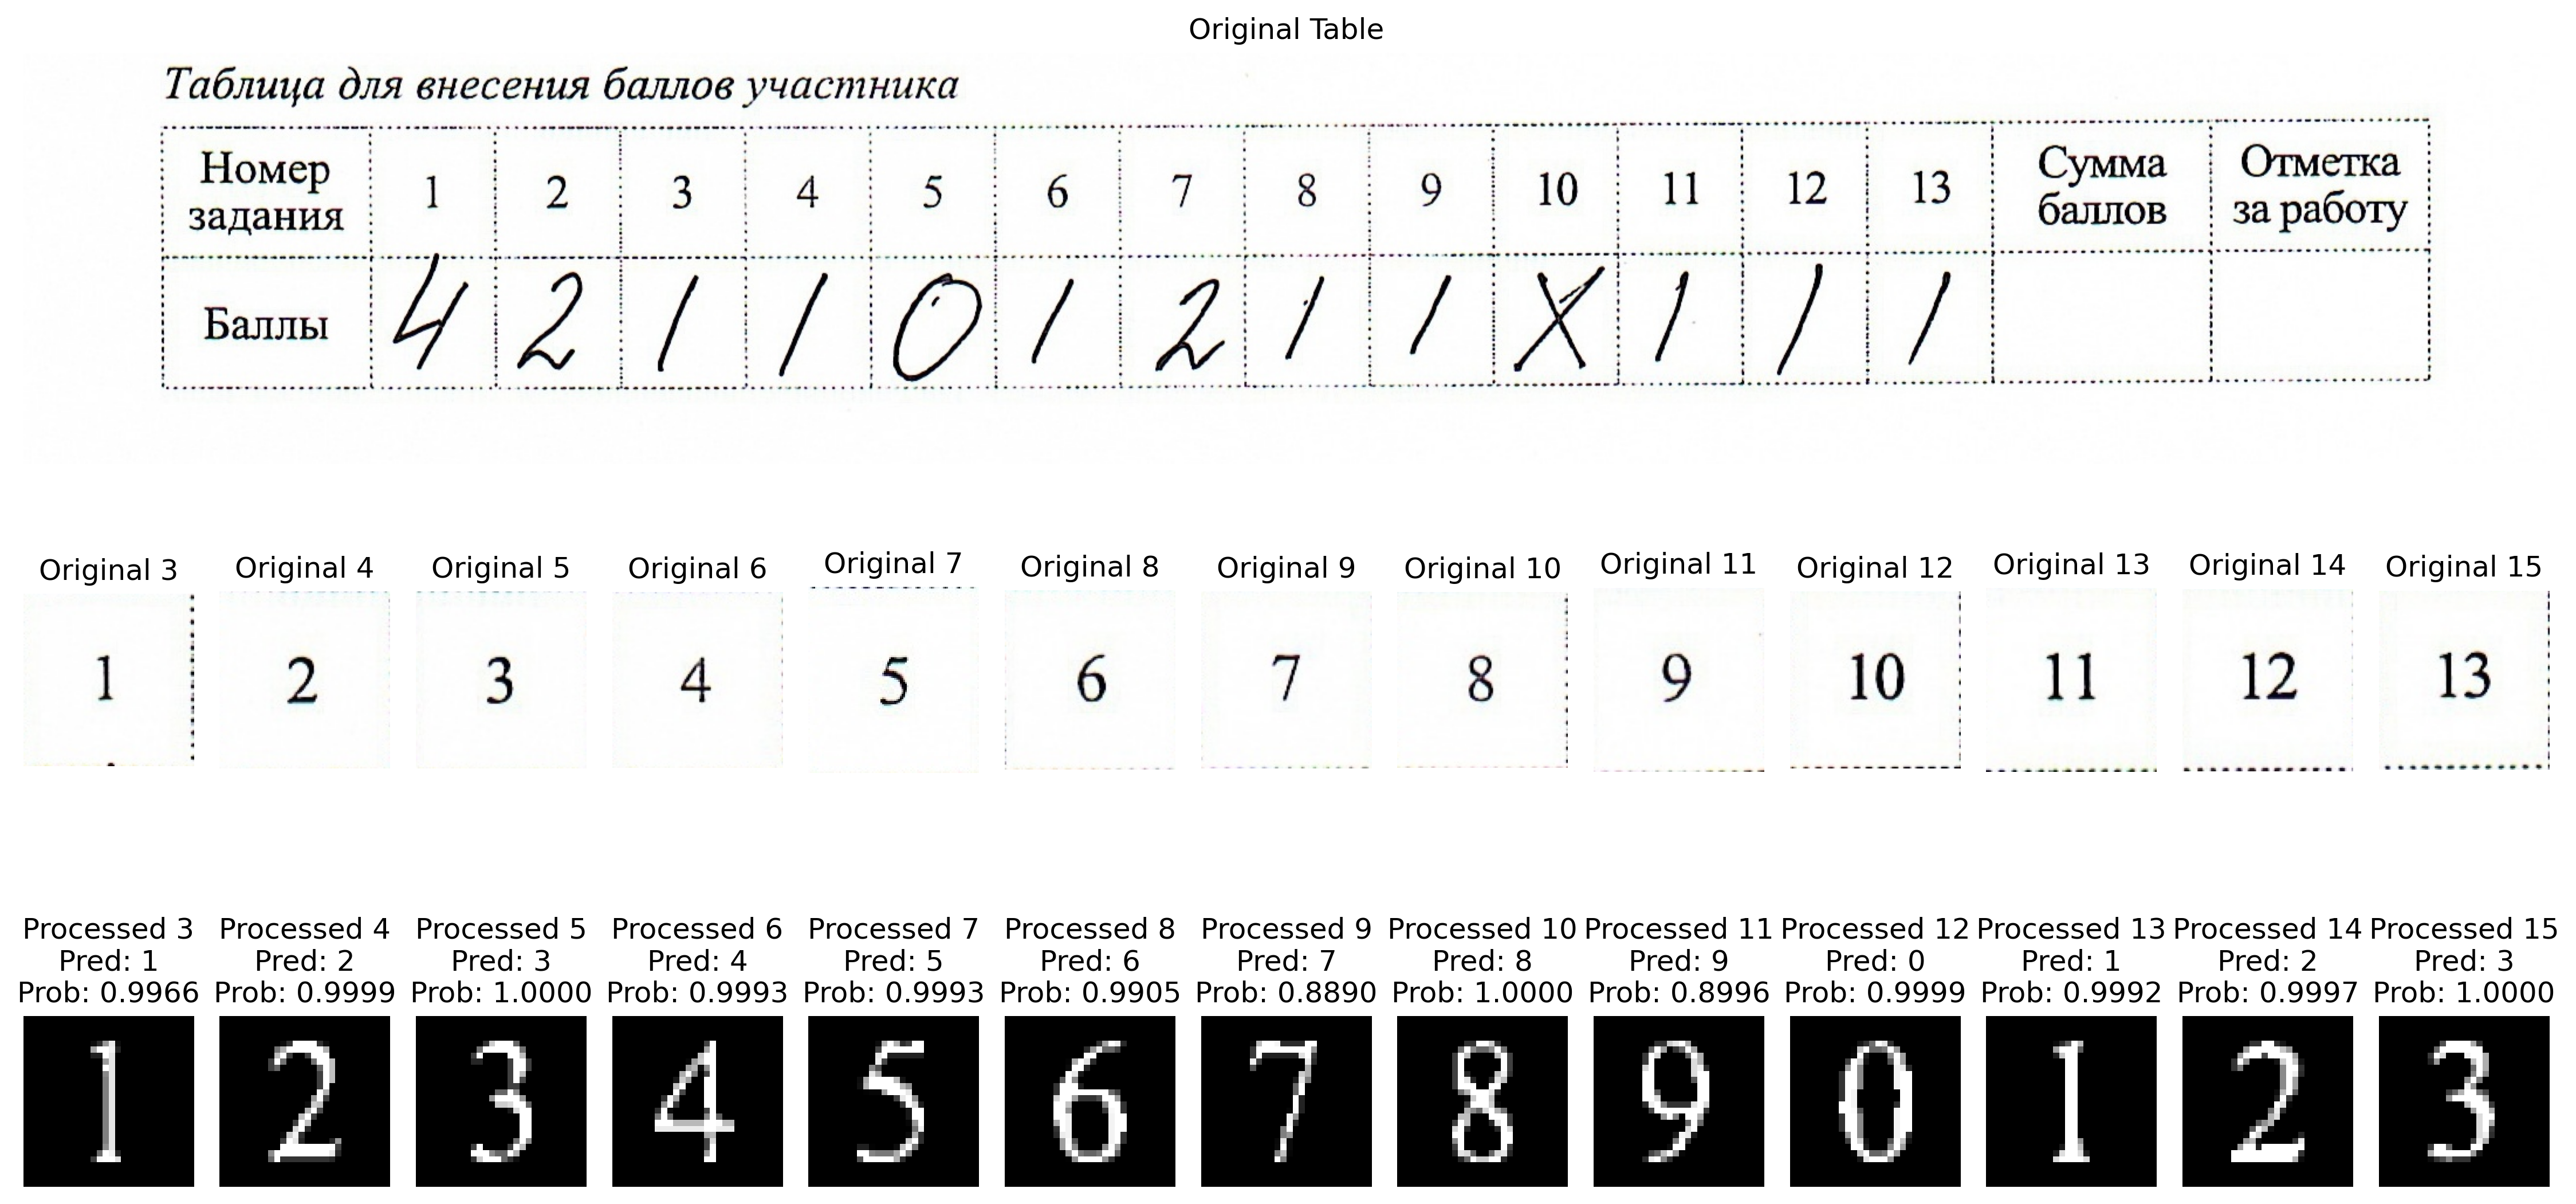 Original Table
Таблица для внесения баллов участника
Номер задания 1 2 3 4 5 6 7 8 9 10 11 12 13 Сумма баллов Отметка за работу
Баллы 4 2 1 1 0 1 2 1 1 X 1 1 1
Original 3 Original 4 Original 5 Original 6 Original 7 Original 8 Original 9 Original 10 Original 11 Original 12 Original 13 Original 14 Original 15
1 2 3 4 5 6 7 8 9 10 11 12 13
Processed 3 Processed 4 Processed 5 Processed 6 Processed 7 Processed 8 Processed 9 Processed 10 Processed 11 Processed 12 Processed 13 Processed 14 Processed 15
Pred: 1 Pred: 2 Pred: 3 Pred: 4 Pred: 5 Pred: 6 Pred: 7 Pred: 8 Pred: 9 Pred: 0 Pred: 1 Pred: 2 Pred: 3
Prob: 0.9966 Prob: 0.9999 Prob: 1.0000 Prob: 0.9993 Prob: 0.9993 Prob: 0.9905 Prob: 0.8890 Prob: 1.0000 Prob: 0.8996 Prob: 0.9999 Prob: 0.9992 Prob: 0.9997 Prob: 1.0000
1 2 3 4 5 6 7 8 9 0 1 2 3